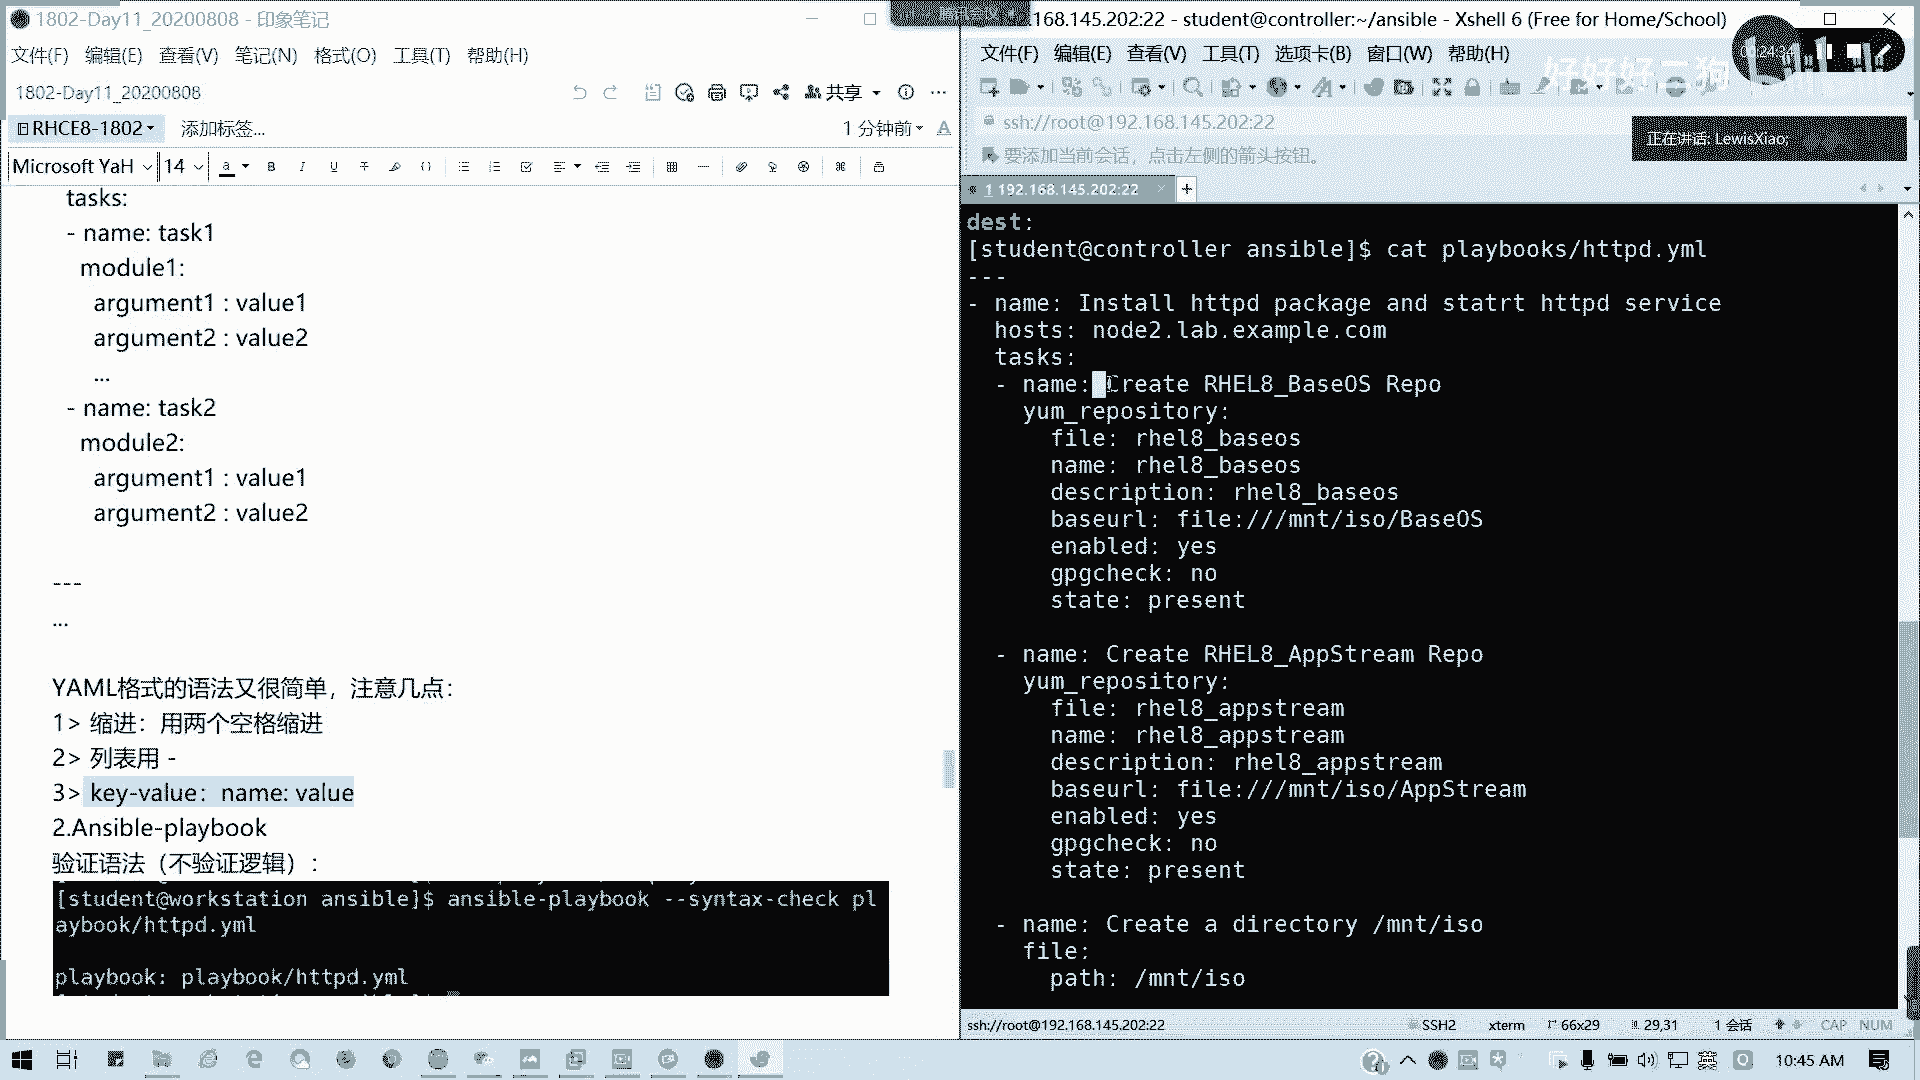 1802-Day11_20200808 - 印象笔记
文件(F) 编辑(E) 查看(V) 笔记(N) 格式(O) 工具(T) 帮助(H)
1802-Day11_20200808
共享
RHCE8-1802
添加标签...
1 分钟前
Microsoft YaH 14
tasks:
- name: task1
module1:
argument1 : value1
argument2 : value2
...
- name: task2
module2:
argument1 : value1
argument2 : value2
---
...
YAML格式的语法又很简单，注意几点：
1> 缩进：用两个空格缩进
2> 列表用 -
3> key-value：name: value
2.Ansible-playbook
验证语法（不验证逻辑）：
[student@workstation ansible]$ ansible-playbook --syntax-check pl
aybook/httpd.yml
playbook: playbook/httpd.yml
.168.145.202:22 - student@controller:~/ansible - Xshell 6 (Free for Home/School)
文件(F) 编辑(E) 查看(V) 工具(T) 选项卡(B) 窗口(W) 帮助(H)
ssh://root@192.168.145.202:22
正在讲话: LewisXiao;
要添加当前会话，点击左侧的箭头按钮。
1 192.168.145.202:22
dest:
[student@controller ansible]$ cat playbooks/httpd.yml
---
- name: Install httpd package and statrt httpd service
hosts: node2.lab.example.com
tasks:
- name: Create RHEL8_BaseOS Repo
yum_repository:
file: rhel8_baseos
name: rhel8_baseos
description: rhel8_baseos
baseurl: file:///mnt/iso/BaseOS
enabled: yes
gpgcheck: no
state: present
- name: Create RHEL8_AppStream Repo
yum_repository:
file: rhel8_appstream
name: rhel8_appstream
description: rhel8_appstream
baseurl: file:///mnt/iso/AppStream
enabled: yes
gpgcheck: no
state: present
- name: Create a directory /mnt/iso
file:
path: /mnt/iso
ssh://root@192.168.145.202:22 SSH2 xterm 66x29 29,31 1 会话 CAP NUM
英
10:45 AM